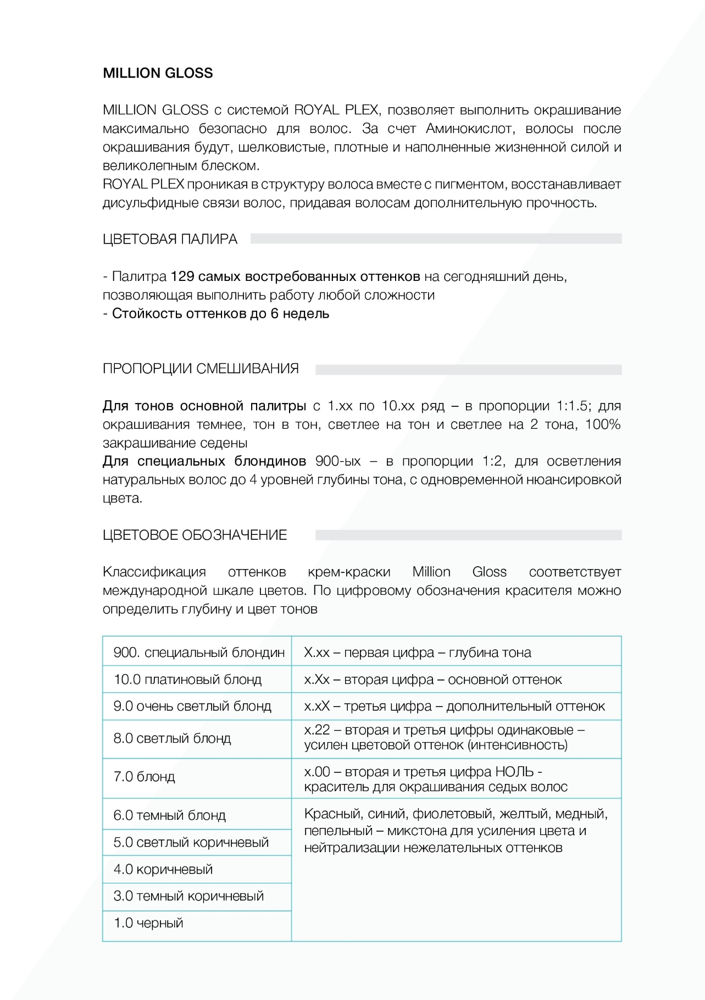 MILLION GLOSS
MILLION GLOSS с системой ROYAL PLEX, позволяет выполнить окрашивание
максимально безопасно для волос. За счет Аминокислот, волосы после
окрашивания будут, шелковистые, плотные и наполненные жизненной силой и
великолепным блеском.
ROYAL PLEX проникая в структуру волоса вместе с пигментом, восстанавливает
дисульфидные связи волос, придавая волосам дополнительную прочность.
ЦВЕТОВАЯ ПАЛИРА
- Палитра 129 самых востребованных оттенков на сегодняшний день,
позволяющая выполнить работу любой сложности
- Стойкость оттенков до 6 недель
ПРОПОРЦИИ СМЕШИВАНИЯ
Для тонов основной палитры с 1.xx по 10.xx ряд – в пропорции 1:1.5; для
окрашивания темнее, тон в тон, светлее на тон и светлее на 2 тона, 100%
закрашивание седены
Для специальных блондинов 900-ых – в пропорции 1:2, для осветления
натуральных волос до 4 уровней глубины тона, с одновременной нюансировкой
цвета.
ЦВЕТОВОЕ ОБОЗНАЧЕНИЕ
Классификация оттенков крем-краски Million Gloss соответствует
международной шкале цветов. По цифровому обозначения красителя можно
определить глубину и цвет тонов
900. специальный блондин
X.xx – первая цифра – глубина тона
10.0 платиновый блонд
x.Xx – вторая цифра – основной оттенок
9.0 очень светлый блонд
x.xX – третья цифра – дополнительный оттенок
8.0 светлый блонд
x.22 – вторая и третья цифры одинаковые –
усилен цветовой оттенок (интенсивность)
7.0 блонд
x.00 – вторая и третья цифра НОЛЬ -
краситель для окрашивания седых волос
6.0 темный блонд
Красный, синий, фиолетовый, желтый, медный,
пепельный – микстона для усиления цвета и
нейтрализации нежелательных оттенков
5.0 светлый коричневый
4.0 коричневый
3.0 темный коричневый
1.0 черный